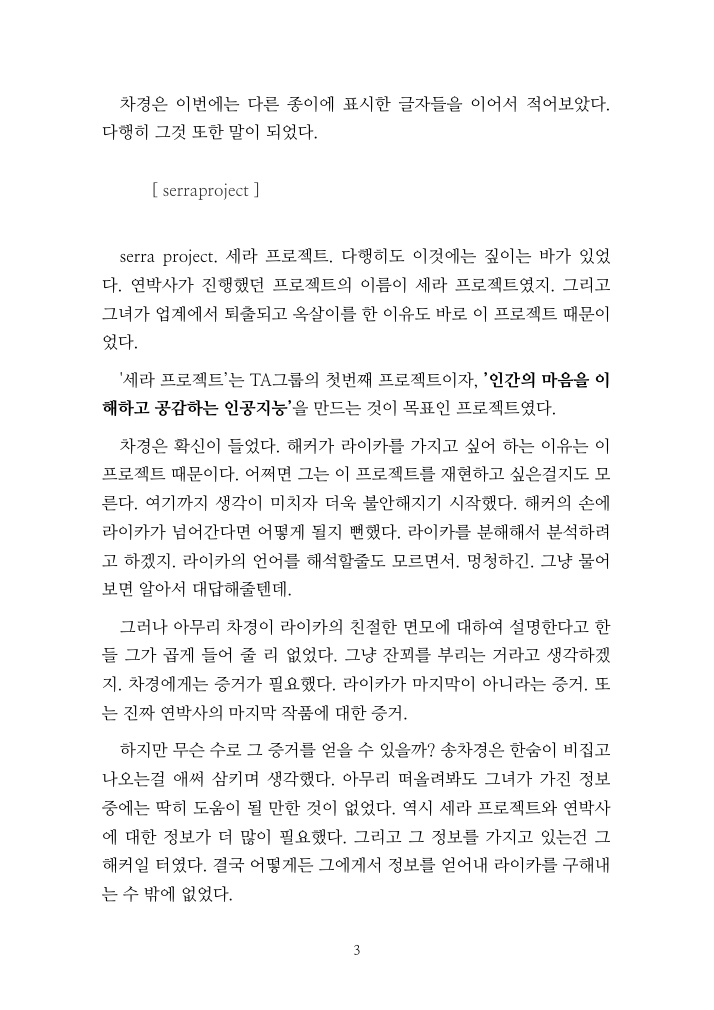 차경은 이번에는 다른 종이에 표시한 글자들을 이어서 적어보았다.
다행히 그것 또한 말이 되었다.
[ serraproject ]
serra project. 세라 프로젝트. 다행히도 이것에는 짚이는 바가 있었
다. 연박사가 진행했던 프로젝트의 이름이 세라 프로젝트였지. 그리고
그녀가 업계에서 퇴출되고 옥살이를 한 이유도 바로 이 프로젝트 때문이
었다.
'세라 프로젝트’는 TA그룹의 첫번째 프로젝트이자, ’인간의 마음을 이
해하고 공감하는 인공지능’을 만드는 것이 목표인 프로젝트였다.
차경은 확신이 들었다. 해커가 라이카를 가지고 싶어 하는 이유는 이
프로젝트 때문이다. 어쩌면 그는 이 프로젝트를 재현하고 싶은걸지도 모
른다. 여기까지 생각이 미치자 더욱 불안해지기 시작했다. 해커의 손에
라이카가 넘어간다면 어떻게 될지 뻔했다. 라이카를 분해해서 분석하려
고 하겠지. 라이카의 언어를 해석할줄도 모르면서. 멍청하긴. 그냥 물어
보면 알아서 대답해줄텐데.
그러나 아무리 차경이 라이카의 친절한 면모에 대하여 설명한다고 한
들 그가 곱게 들어 줄 리 없었다. 그냥 잔꾀를 부리는 거라고 생각하겠
지. 차경에게는 증거가 필요했다. 라이카가 마지막이 아니라는 증거. 또
는 진짜 연박사의 마지막 작품에 대한 증거.
하지만 무슨 수로 그 증거를 얻을 수 있을까? 송차경은 한숨이 비집고
나오는걸 애써 삼키며 생각했다. 아무리 떠올려봐도 그녀가 가진 정보
중에는 딱히 도움이 될 만한 것이 없었다. 역시 세라 프로젝트와 연박사
에 대한 정보가 더 많이 필요했다. 그리고 그 정보를 가지고 있는건 그
해커일 터였다. 결국 어떻게든 그에게서 정보를 얻어내 라이카를 구해내
는 수 밖에 없었다.
3